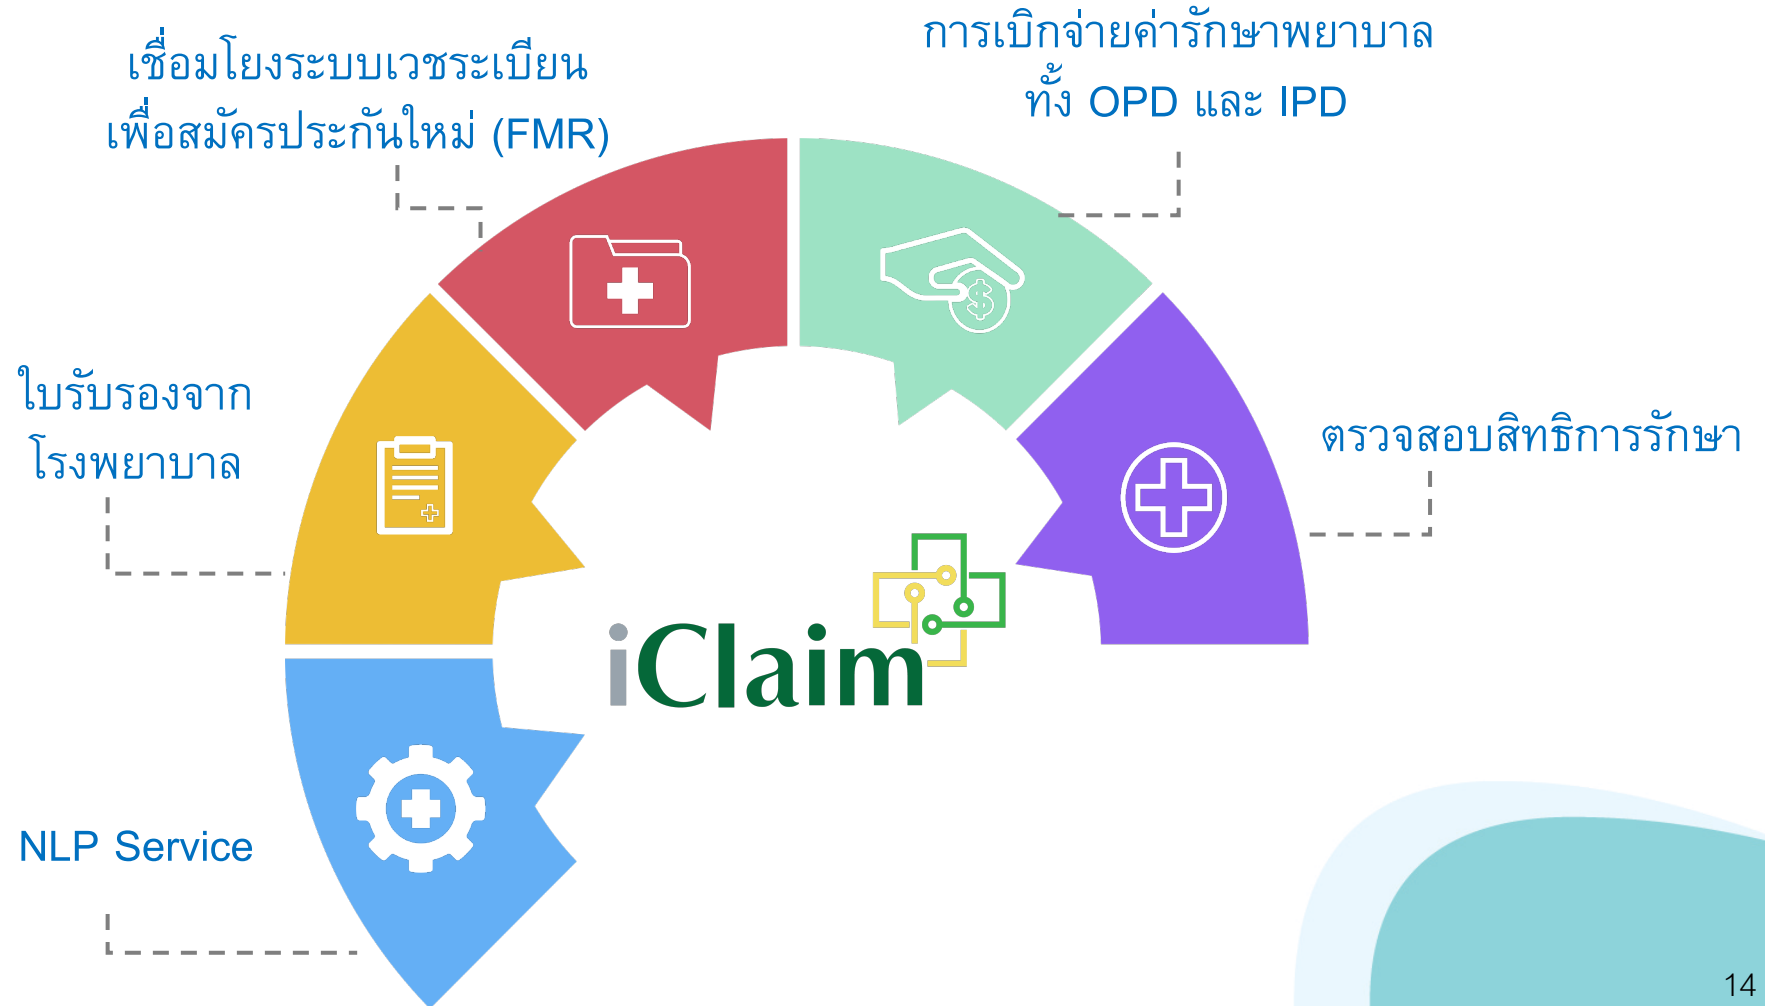 เชื่อมโยงระบบเวชระเบียน
เพื่อสมัครประกันใหม่ (FMR)
การเบิกจ่ายค่ารักษาพยาบาล
ทั้ง OPD และ IPD
ใบรับรองจาก
โรงพยาบาล
ตรวจสอบสิทธิการรักษา
iClaim
NLP Service
14